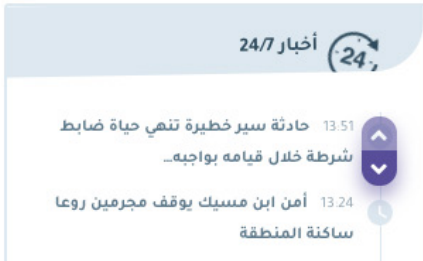 أخبار 24/7
24
13:51 حادثة سير خطيرة تنهي حياة ضابط
شرطة خلال قيامه بواجبه...
13:24 أمن ابن مسيك يوقف مجرمين روعا
ساكنة المنطقة